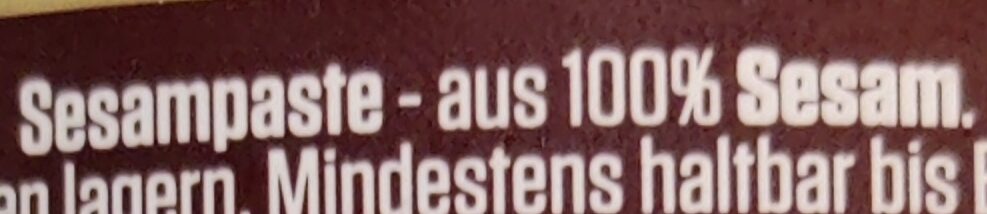 Sesampaste - aus 100% Sesam.
lagern. Mindestens haltbar bis